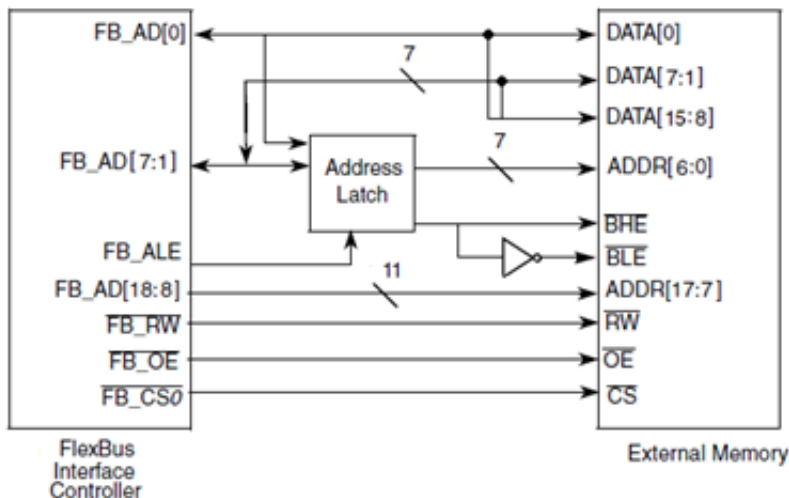 FB_AD[0]
DATA[0]
7
DATA[7:1]
DATA[15:8]
7
FB_AD[7:1]
Address
Latch
ADDR[6:0]
BHE
FB_ALE
BLE
11
FB_AD[18:8]
ADDR[17:7]
FB_RW
RW
FB_OE
OE
FB_CS0
CS
FlexBus
Interface
Controller
External Memory